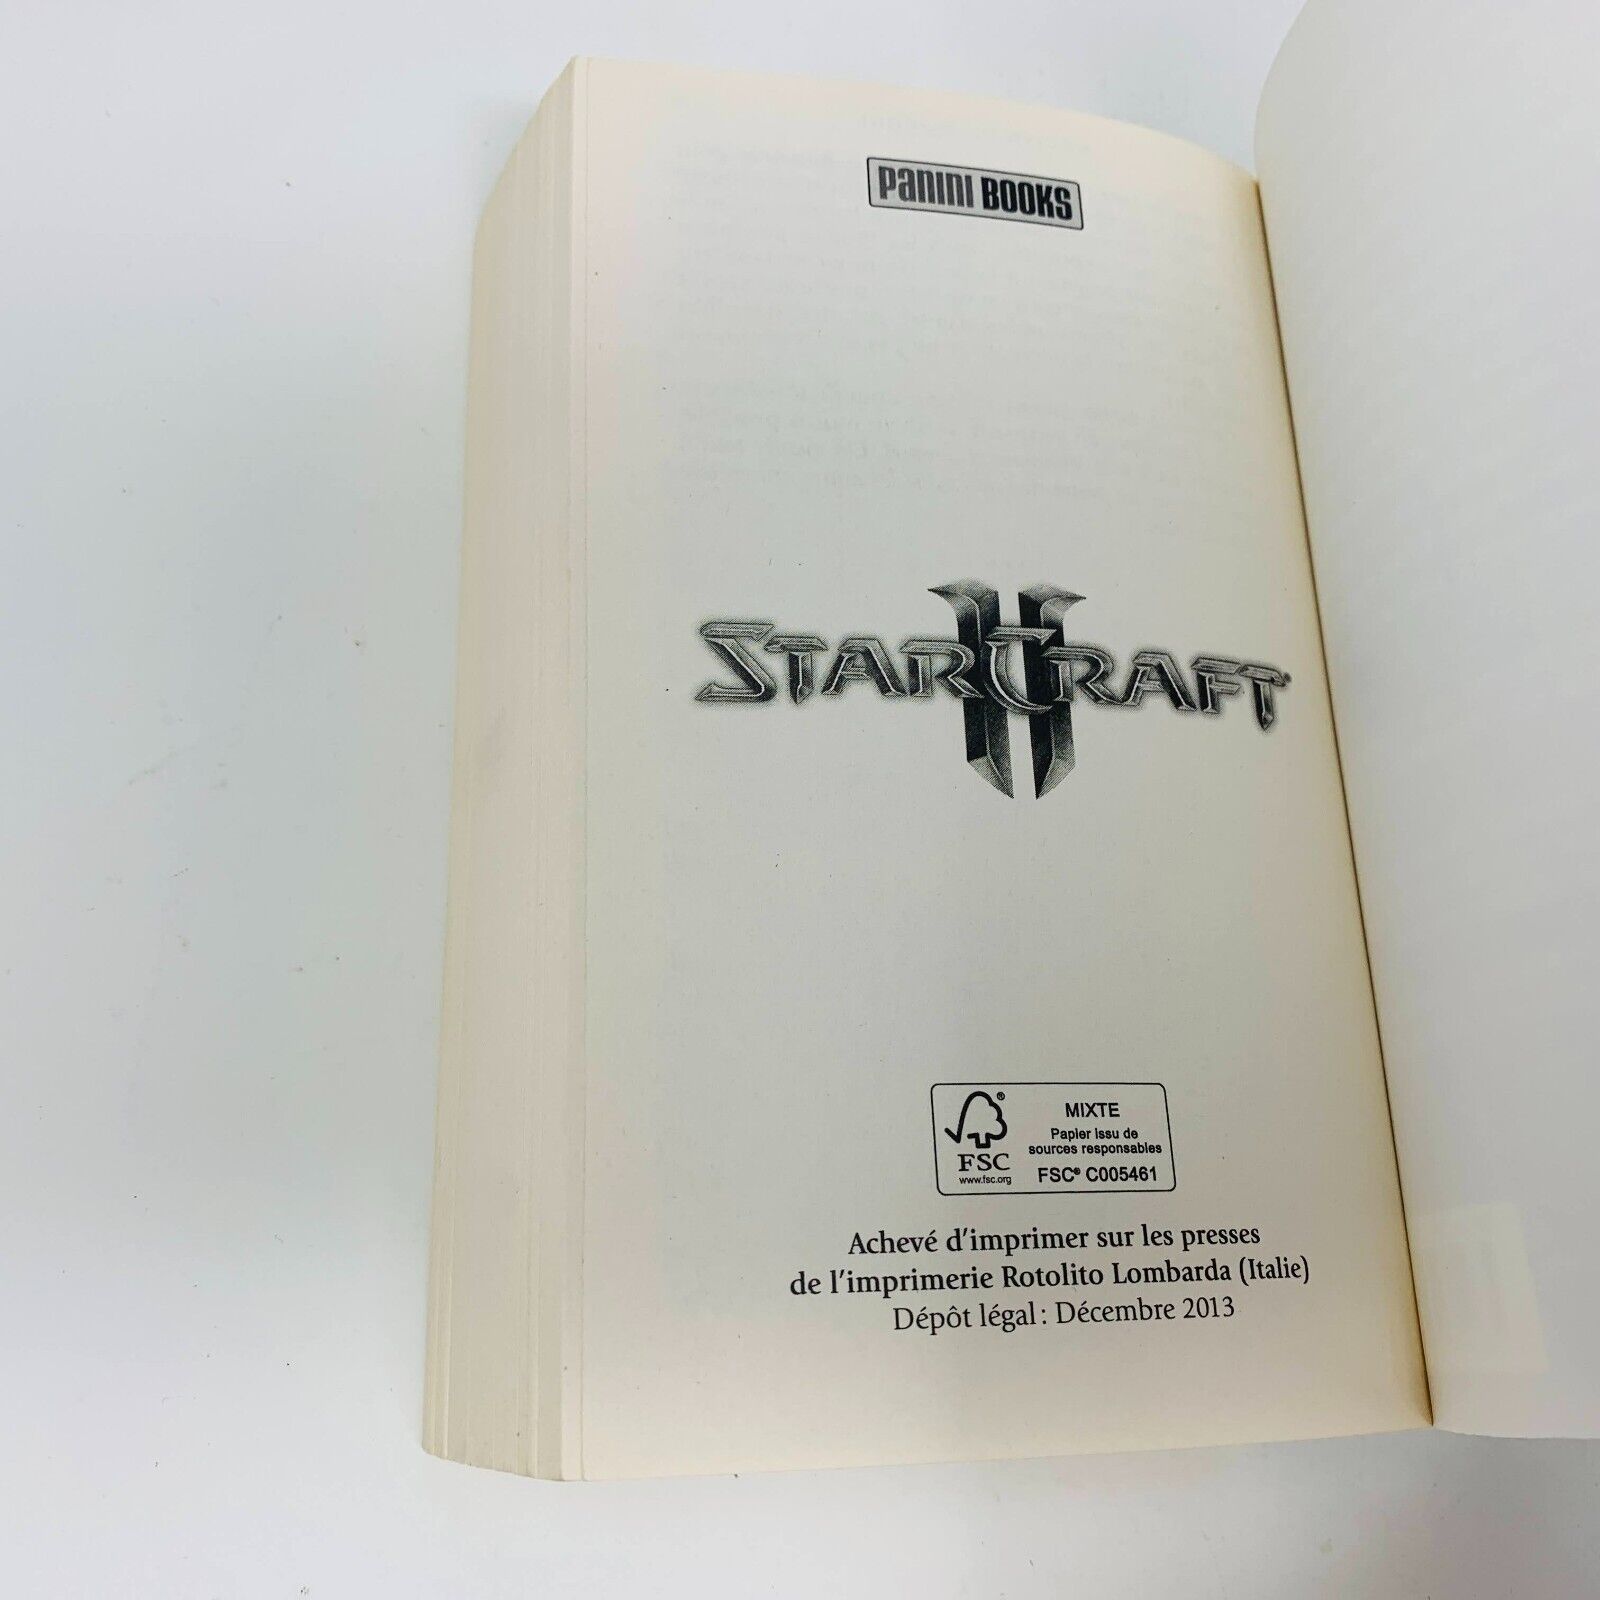 PANINI BOOKS
STARCRAFT II
MIXTE
Papier issu de
sources responsables
FSC® C005461
FSC
www.fsc.org
Achevé d'imprimer sur les presses
de l'imprimerie Rotolito Lombarda (Italie)
Dépôt légal : Décembre 2013